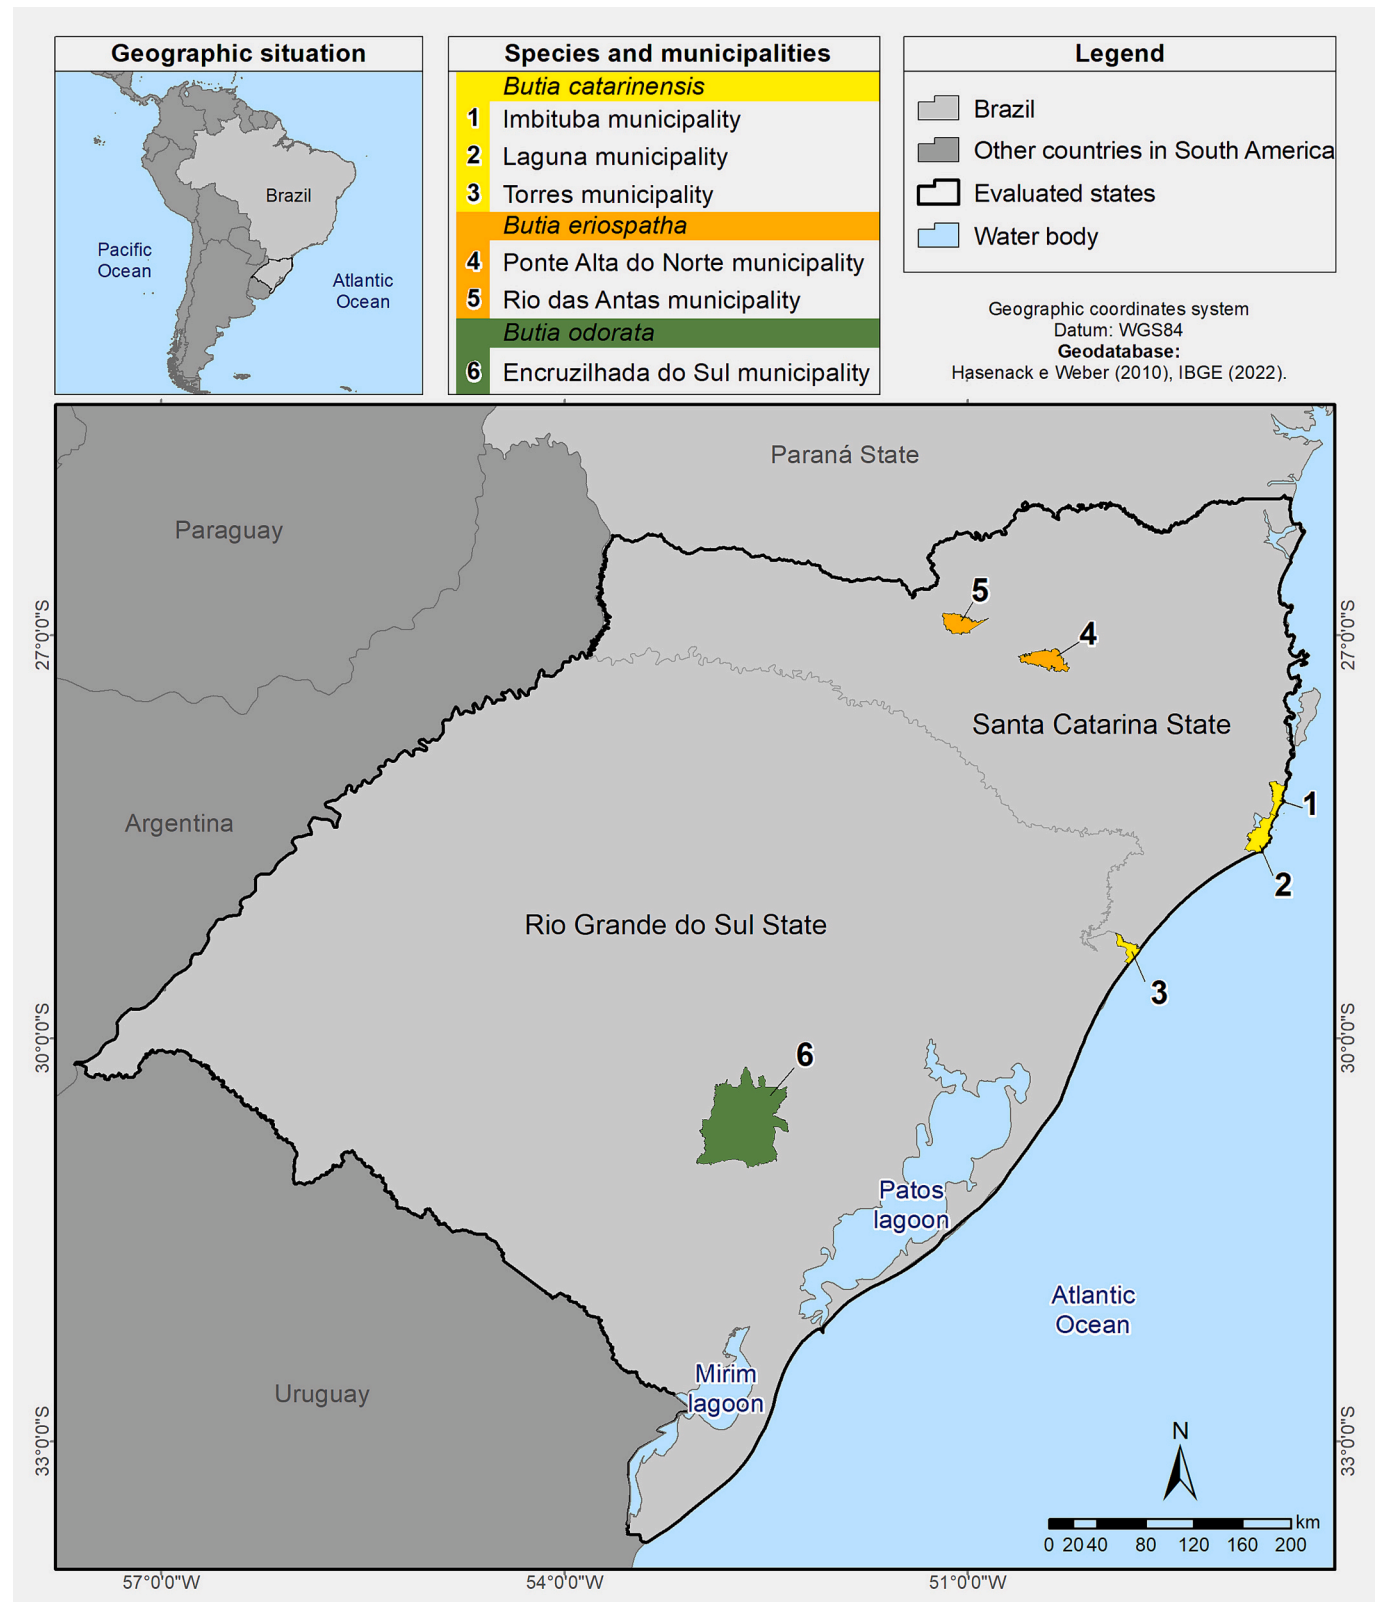 Geographic situation
Brazil
Pacific
Ocean
Atlantic
Ocean
Species and municipalities
Butia catarinensis
1 Imbituba municipality
2 Laguna municipality
3 Torres municipality
Butia eriospatha
4 Ponte Alta do Norte municipality
5 Rio das Antas municipality
Butia odorata
6 Encruzilhada do Sul municipality
Legend
Brazil
Other countries in South America
Evaluated states
Water body
Geographic coordinates system
Datum: WGS84
Geodatabase:
Hasenack e Weber (2010), IBGE (2022).
Paraná State
Paraguay
5
4
27°0'0"S
27°0'0"S
Santa Catarina State
1
Argentina
2
Rio Grande do Sul State
3
30°0'0"S
30°0'0"S
6
Patos
lagoon
Atlantic
Ocean
Mirim
lagoon
Uruguay
33°0'0"S
33°0'0"S
N
km
0 20 40 80 120 160 200
57°0'0"W
54°0'0"W
51°0'0"W